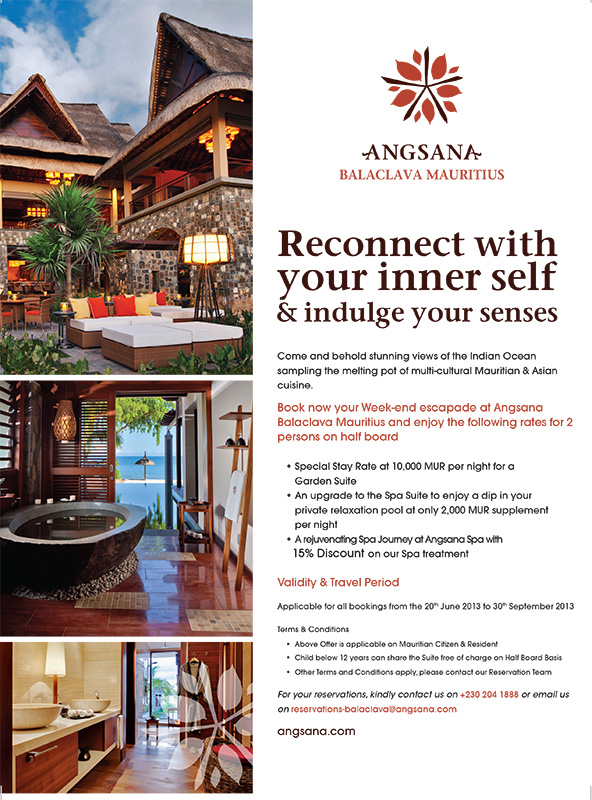 ANGSANA
BALACLAVA MAURITIUS
Reconnect with
your inner self
& indulge your senses
Come and behold stunning views of the Indian Ocean
sampling the melting pot of multi-cultural Mauritian & Asian
cuisine.
Book now your Week-end escapade at Angsana
Balaclava Mauritius and enjoy the following rates for 2
persons on half board
• Special Stay Rate at 10,000 MUR per night for a
Garden Suite
• An upgrade to the Spa Suite to enjoy a dip in your
private relaxation pool at only 2,000 MUR supplement
per night
• A rejuvenating Spa Journey at Angsana Spa with
15% Discount on our Spa treatment
Validity & Travel Period
Applicable for all bookings from the 20th June 2013 to 30th September 2013
Terms & Conditions
• Above Offer is applicable on Mauritian Citizen & Resident
• Child below 12 years can share the Suite free of charge on Half Board Basis
• Other Terms and Conditions apply, please contact our Reservation Team
For your reservations, kindly contact us on +230 204 1888 or email us
on reservations-balaclava@angsana.com
angsana.com